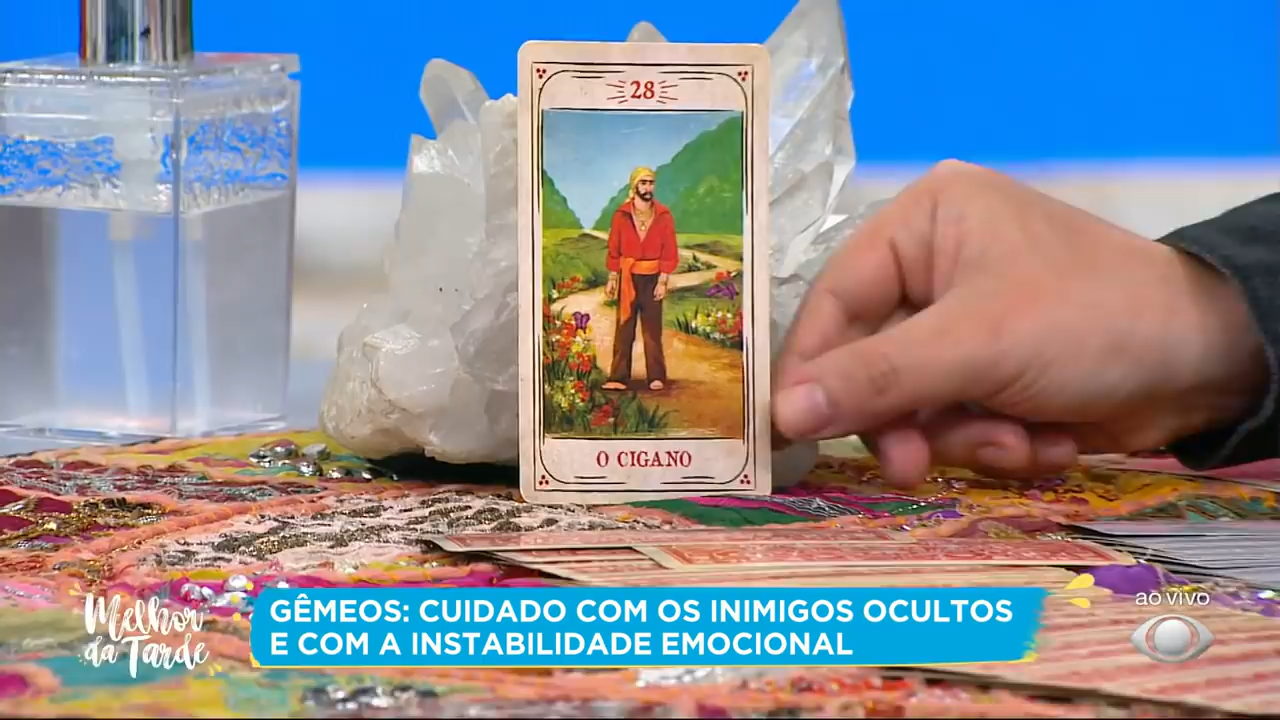 28
O CIGANO
Melhor
da Tarde
GÊMEOS: CUIDADO COM OS INIMIGOS OCULTOS
E COM A INSTABILIDADE EMOCIONAL
ao vivo